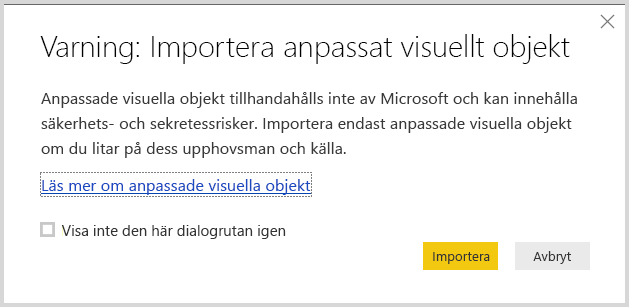 Varning: Importera anpassat visuellt objekt
Anpassade visuella objekt tillhandahålls inte av Microsoft och kan innehålla
säkerhets- och sekretessrisker. Importera endast anpassade visuella objekt
om du litar på dess upphovsman och källa.
Läs mer om anpassade visuella objekt
Visa inte den här dialogrutan igen
Importera
Avbryt